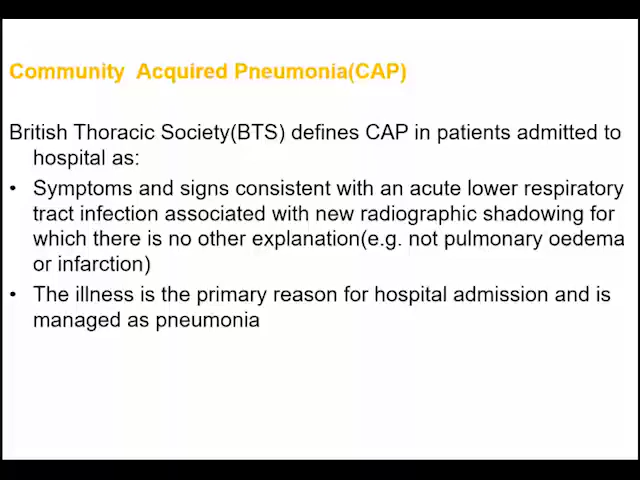 Community Acquired Pneumonia(CAP)
British Thoracic Society(BTS) defines CAP in patients admitted to
hospital as:
• Symptoms and signs consistent with an acute lower respiratory
tract infection associated with new radiographic shadowing for
which there is no other explanation(e.g. not pulmonary oedema
or infarction)
• The illness is the primary reason for hospital admission and is
managed as pneumonia